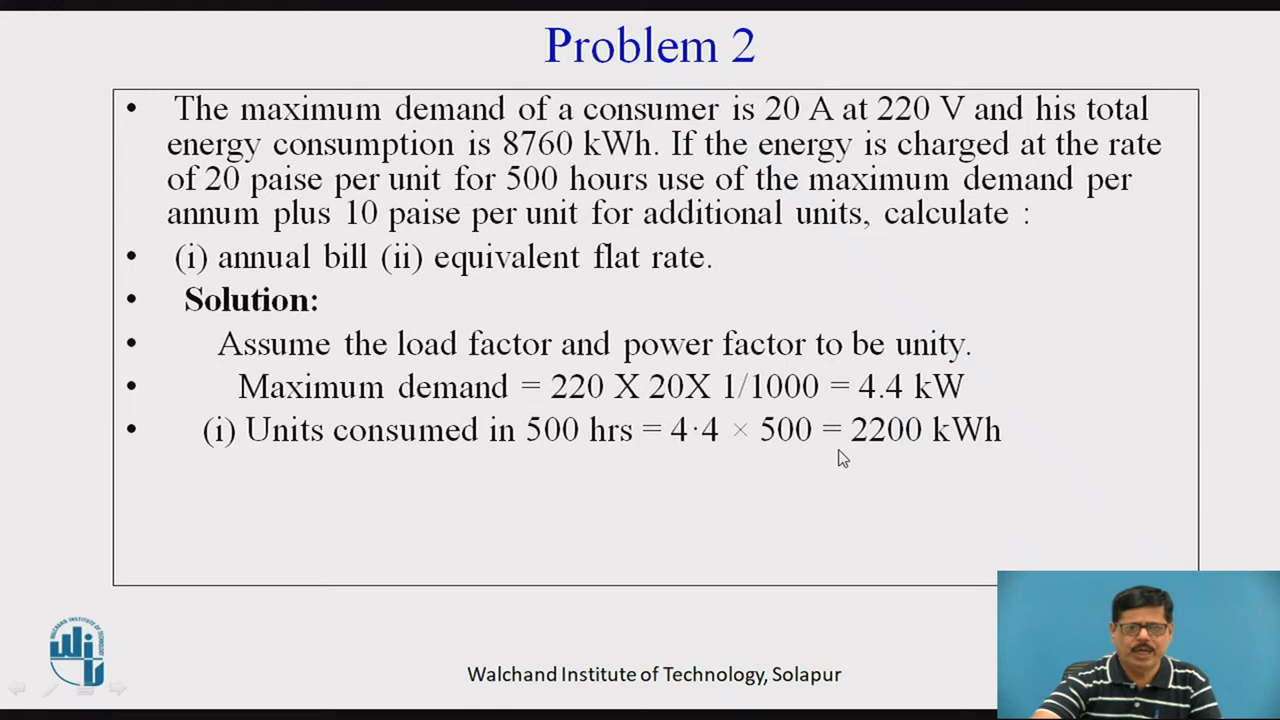 Problem 2
• The maximum demand of a consumer is 20 A at 220 V and his total
energy consumption is 8760 kWh. If the energy is charged at the rate
of 20 paise per unit for 500 hours use of the maximum demand per
annum plus 10 paise per unit for additional units, calculate :
• (i) annual bill (ii) equivalent flat rate.
• Solution:
• Assume the load factor and power factor to be unity.
• Maximum demand = 220 X 20X 1/1000 = 4.4 kW
• (i) Units consumed in 500 hrs = 4·4 × 500 = 2200 kWh
Walchand Institute of Technology, Solapur